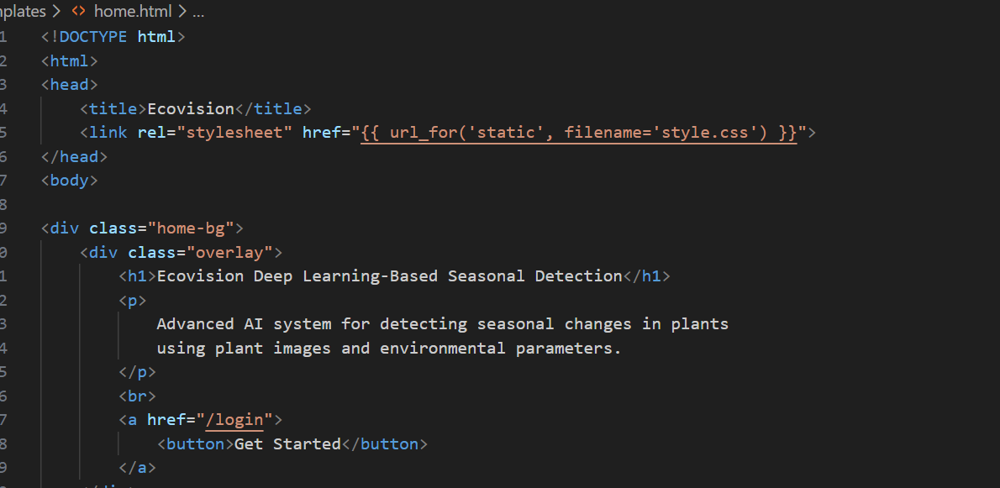 nplates > <> home.html > ...
1 <!DOCTYPE html>
2 <html>
3 <head>
4     <title>Ecovision</title>
5     <link rel="stylesheet" href="{{ url_for('static', filename='style.css') }}">
6 </head>
7 <body>
8
9 <div class="home-bg">
0     <div class="overlay">
1         <h1>Ecovision Deep Learning-Based Seasonal Detection</h1>
2         <p>
3             Advanced AI system for detecting seasonal changes in plants
4             using plant images and environmental parameters.
5         </p>
6         <br>
7         <a href="/login">
8             <button>Get Started</button>
9         </a>